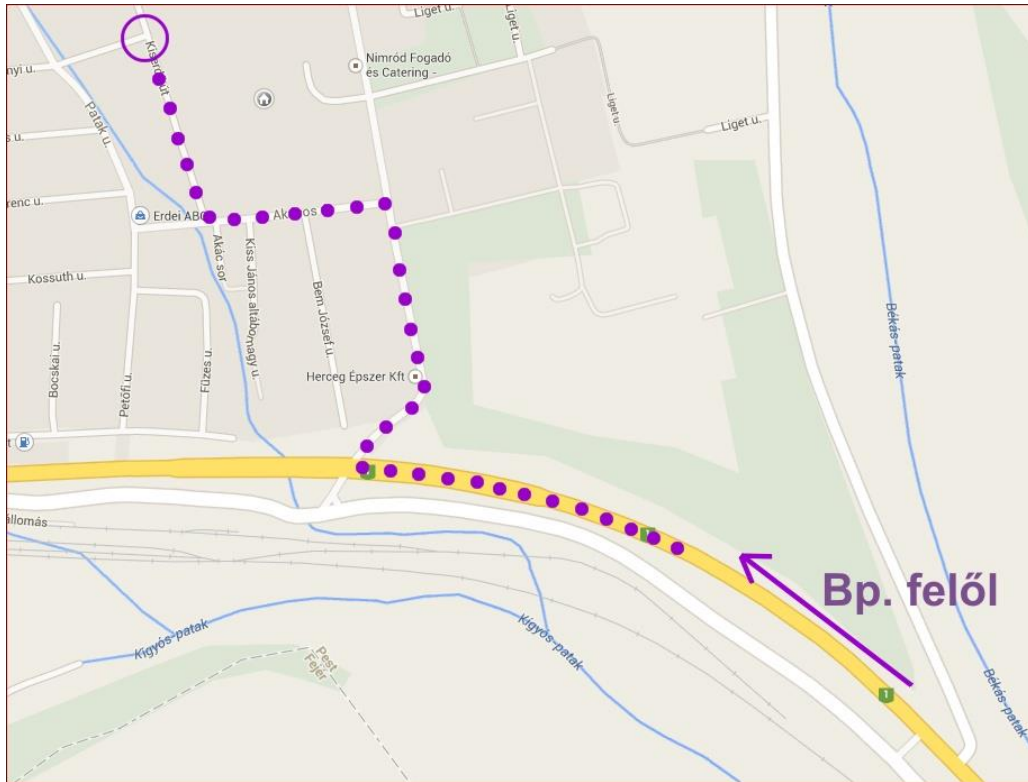 Liget u.
Liget u.
Nimród Fogadó
és Catering -
nyi u.
Patak u.
Liget u.
Liget u.
s u.
renc u.
Erdei ABC
Akác sor
Kiss János altábornagy u.
Bem József u.
Kossuth u.
Bocskai u.
Petőfi u.
Füzes u.
Herceg Épszer Kft
Békás-patak
t
1
1
állomás
Bp. felől
Kígyós-patak
Kígyós-patak
Pest
Fejér
1
Békás-patak